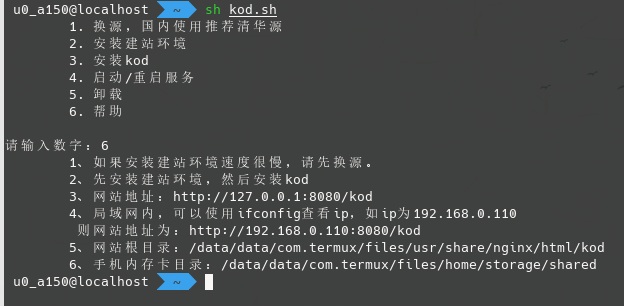 u0_a150@localhost ~ sh kod.sh
1. 换源，国内使用推荐清华源
2. 安装建站环境
3. 安装kod
4. 启动/重启服务
5. 卸载
6. 帮助
请输入数字：6
1、如果安装建站环境速度很慢，请先换源。
2、先安装建站环境，然后安装kod
3、网站地址：http://127.0.0.1:8080/kod
4、局域网内，可以使用ifconfig查看ip，如ip为192.168.0.110
则网站地址为：http://192.168.0.110:8080/kod
5、网站根目录：/data/data/com.termux/files/usr/share/nginx/html/kod
6、手机内存卡目录：/data/data/com.termux/files/home/storage/shared
u0_a150@localhost ~